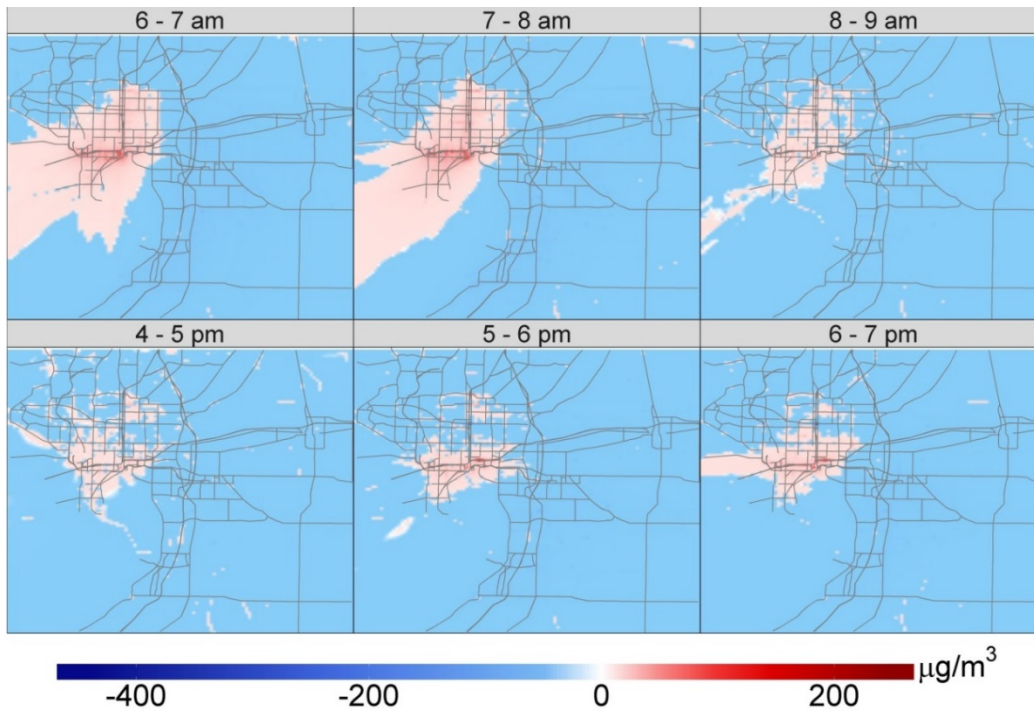 6 - 7 am
7 - 8 am
8 - 9 am
4 - 5 pm
5 - 6 pm
6 - 7 pm
-400 -200 0 200 μg/m³